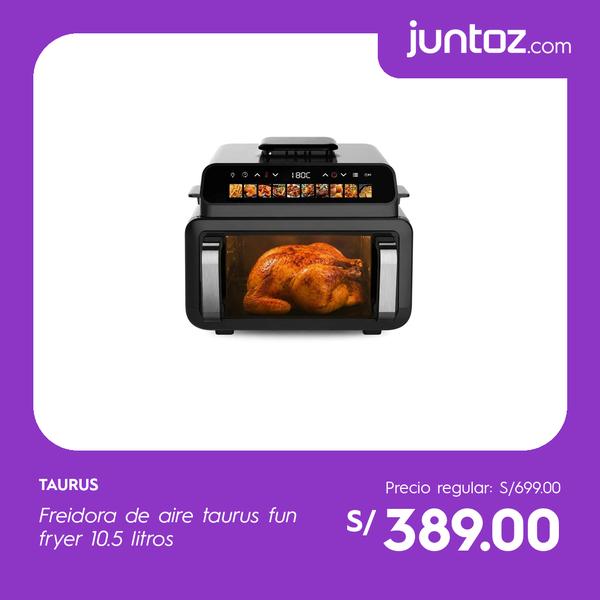 juntoz.com
180C
TAURUS
Freidora de aire taurus fun
fryer 10.5 litros
Precio regular: S/699.00
S/ 389.00